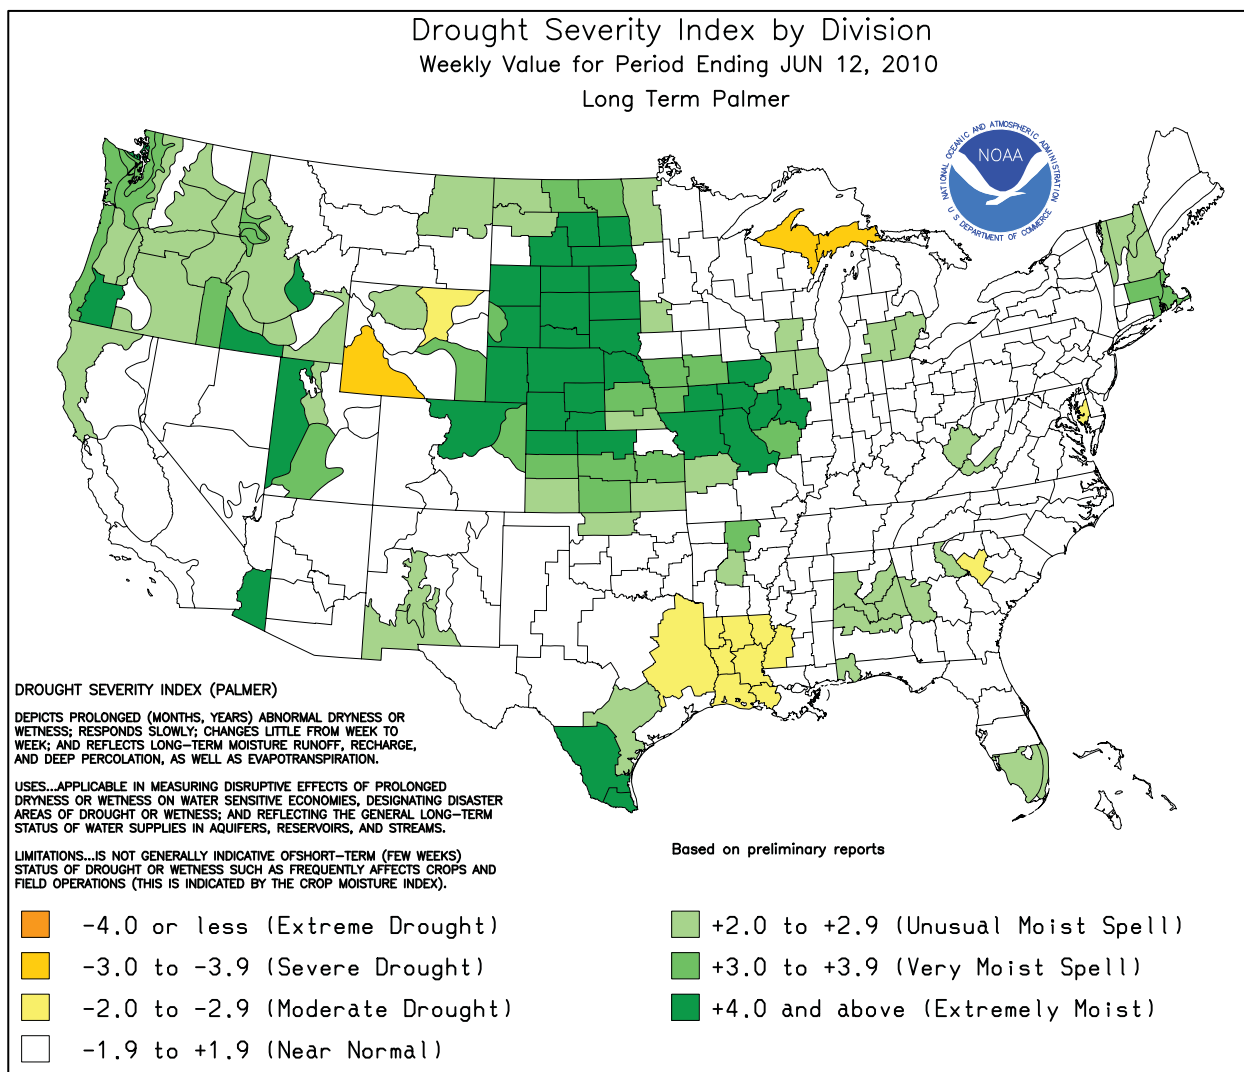 Drought Severity Index by Division
Weekly Value for Period Ending JUN 12, 2010
Long Term Palmer
NATIONAL OCEANIC AND ATMOSPHERIC ADMINISTRATION
NOAA
U S DEPARTMENT OF COMMERCE
DROUGHT SEVERITY INDEX (PALMER)
DEPICTS PROLONGED (MONTHS, YEARS) ABNORMAL DRYNESS OR
WETNESS; RESPONDS SLOWLY; CHANGES LITTLE FROM WEEK TO
WEEK; AND REFLECTS LONG-TERM MOISTURE RUNOFF, RECHARGE,
AND DEEP PERCOLATION, AS WELL AS EVAPOTRANSPIRATION.
USES...APPLICABLE IN MEASURING DISRUPTIVE EFFECTS OF PROLONGED
DRYNESS OR WETNESS ON WATER SENSITIVE ECONOMIES, DESIGNATING DISASTER
AREAS OF DROUGHT OR WETNESS; AND REFLECTING THE GENERAL LONG-TERM
STATUS OF WATER SUPPLIES IN AQUIFERS, RESERVOIRS, AND STREAMS.
LIMITATIONS...IS NOT GENERALLY INDICATIVE OFSHORT-TERM (FEW WEEKS)
STATUS OF DROUGHT OR WETNESS SUCH AS FREQUENTLY AFFECTS CROPS AND
FIELD OPERATIONS (THIS IS INDICATED BY THE CROP MOISTURE INDEX).
Based on preliminary reports
-4.0 or less (Extreme Drought)
-3.0 to -3.9 (Severe Drought)
-2.0 to -2.9 (Moderate Drought)
-1.9 to +1.9 (Near Normal)
+2.0 to +2.9 (Unusual Moist Spell)
+3.0 to +3.9 (Very Moist Spell)
+4.0 and above (Extremely Moist)